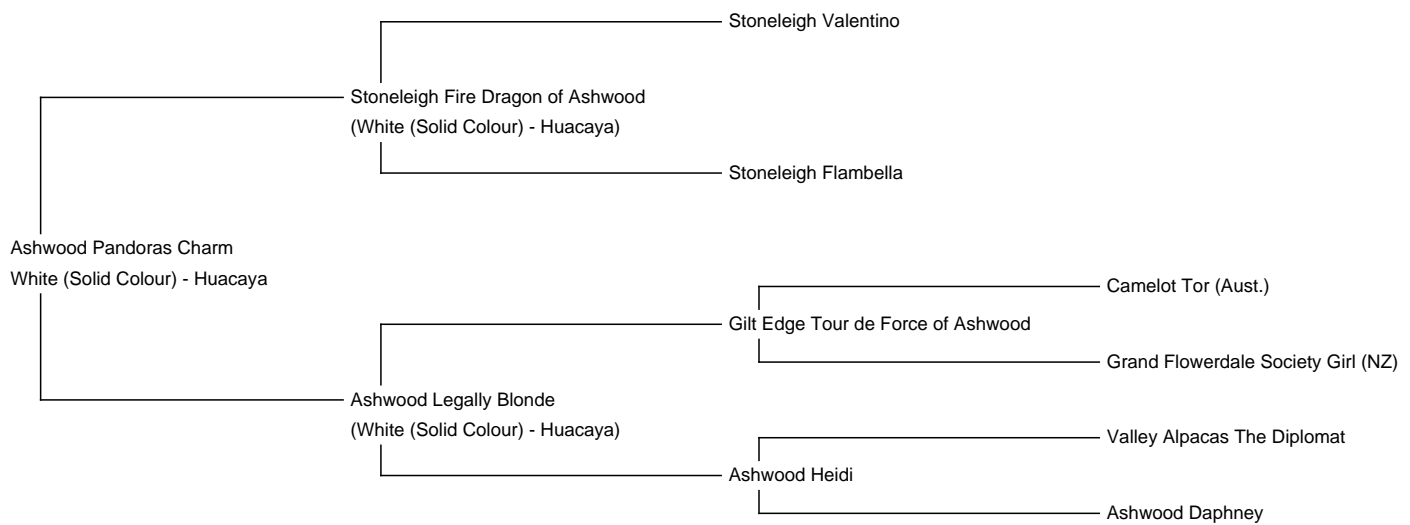 Stoneleigh Valentino
Stoneleigh Fire Dragon of Ashwood
(White (Solid Colour) - Huacaya)
Stoneleigh Flambella
Ashwood Pandoras Charm
White (Solid Colour) - Huacaya
Camelot Tor (Aust.)
Gilt Edge Tour de Force of Ashwood
Grand Flowerdale Society Girl (NZ)
Ashwood Legally Blonde
(White (Solid Colour) - Huacaya)
Valley Alpacas The Diplomat
Ashwood Heidi
Ashwood Daphney